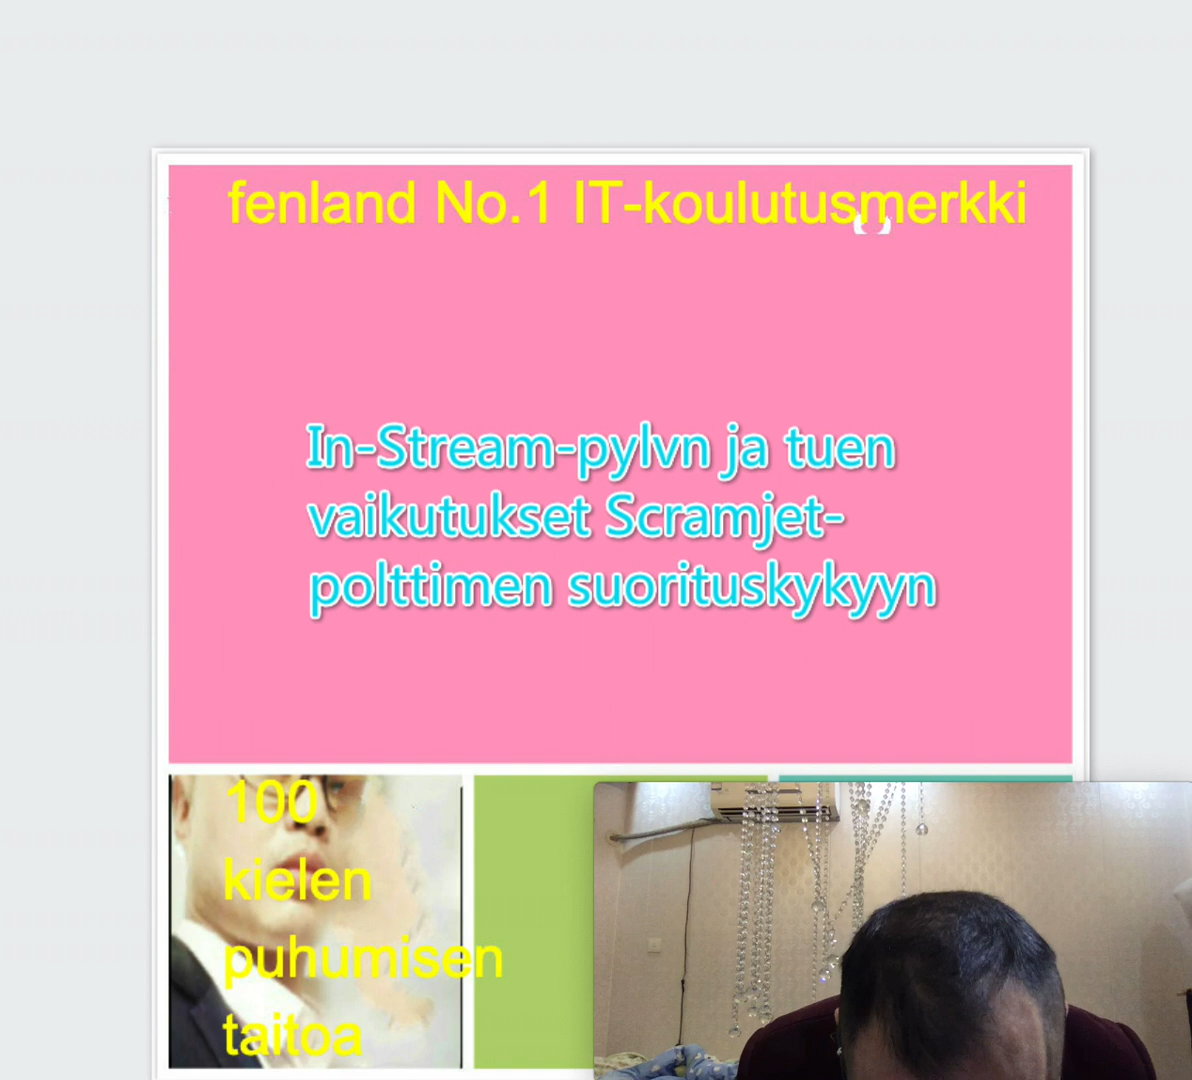 fenland No.1 IT-koulutusmerkki
In-Stream-pylvn ja tuen
vaikutukset Scramjet-
polttimen suorituskykyyn
100
kielen
puhumisen
taitoa